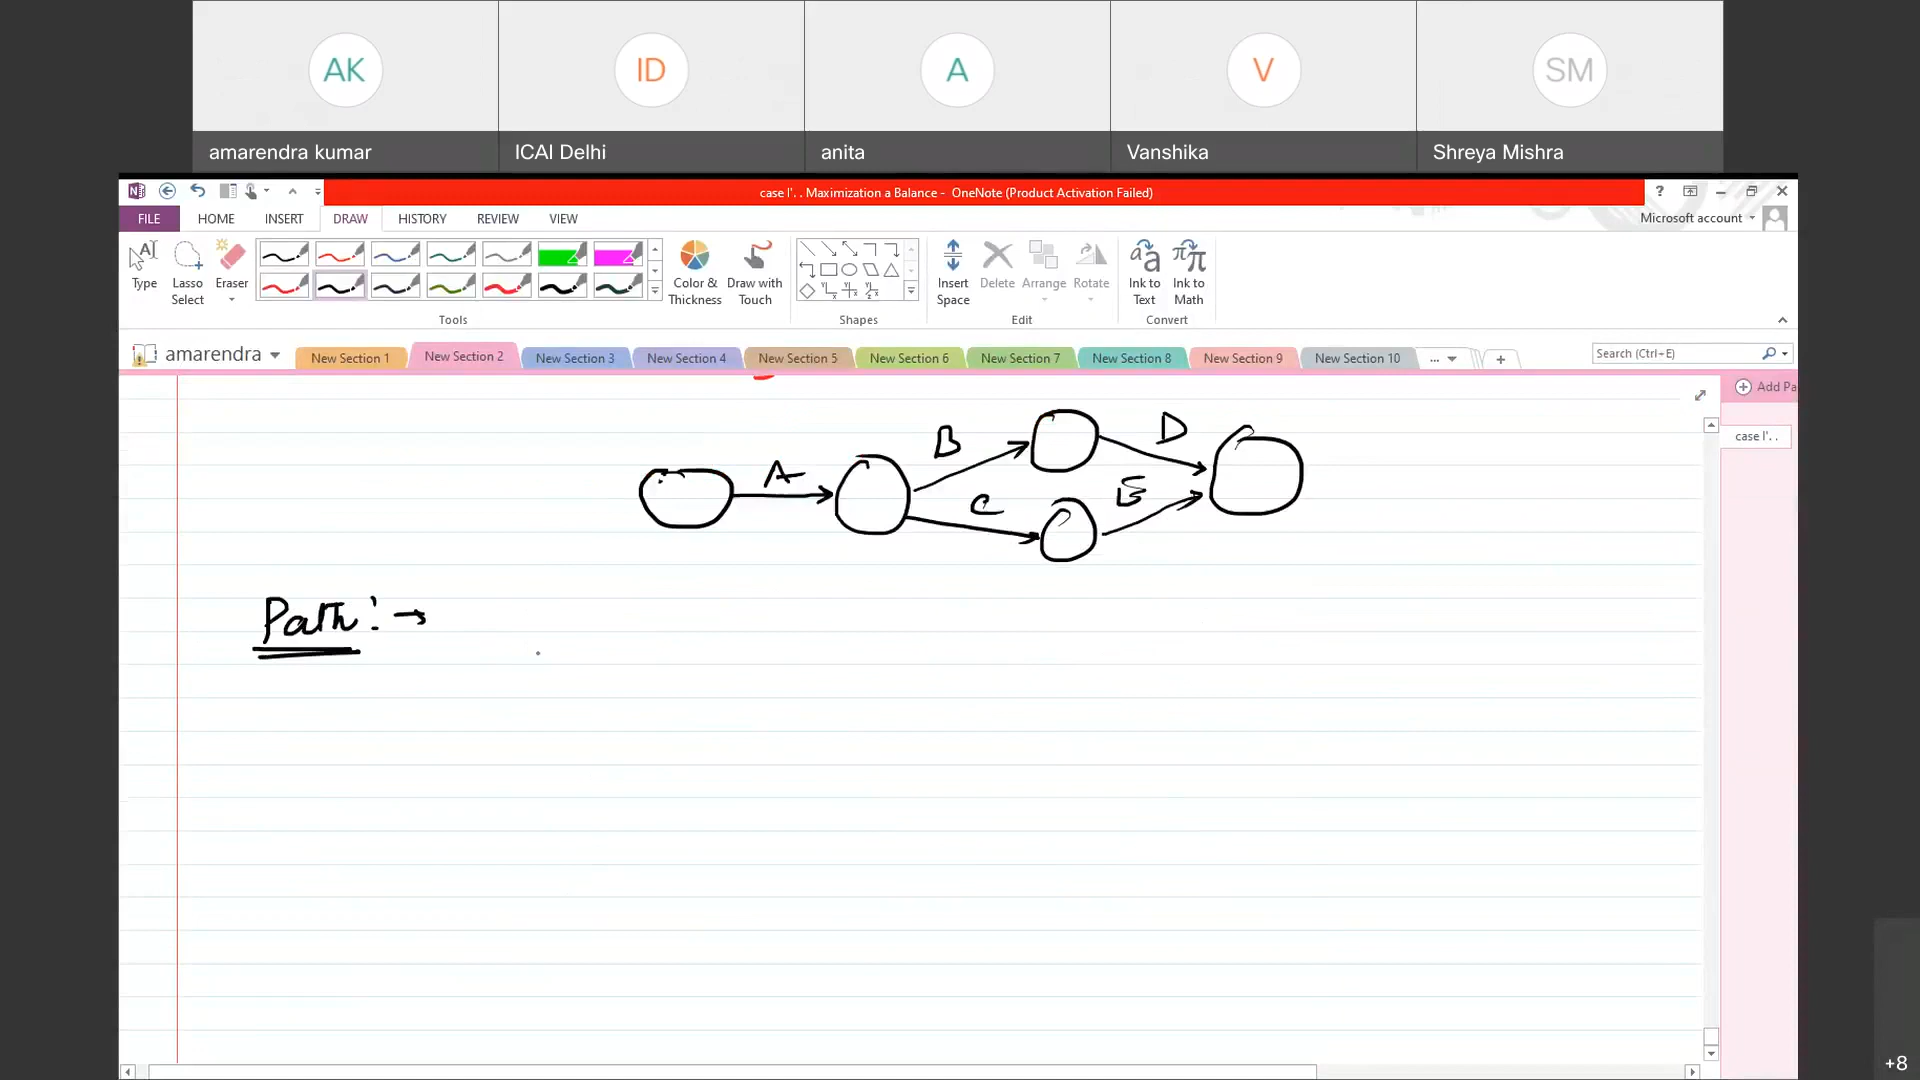 AK ID A V SM
amarendra kumar ICAI Delhi anita Vanshika Shreya Mishra
case I'. . Maximization a Balance - OneNote (Product Activation Failed)
FILE HOME INSERT DRAW HISTORY REVIEW VIEW Microsoft account
Type Lasso Select Eraser Color & Thickness Draw with Touch Insert Space Delete Arrange Rotate Ink to Text Ink to Math
Tools Shapes Edit Convert
amarendra New Section 1 New Section 2 New Section 3 New Section 4 New Section 5 New Section 6 New Section 7 New Section 8 New Section 9 New Section 10 ... Search (Ctrl+E)
Add Pa
case I'. .
B D
A C E
Path : →
+8